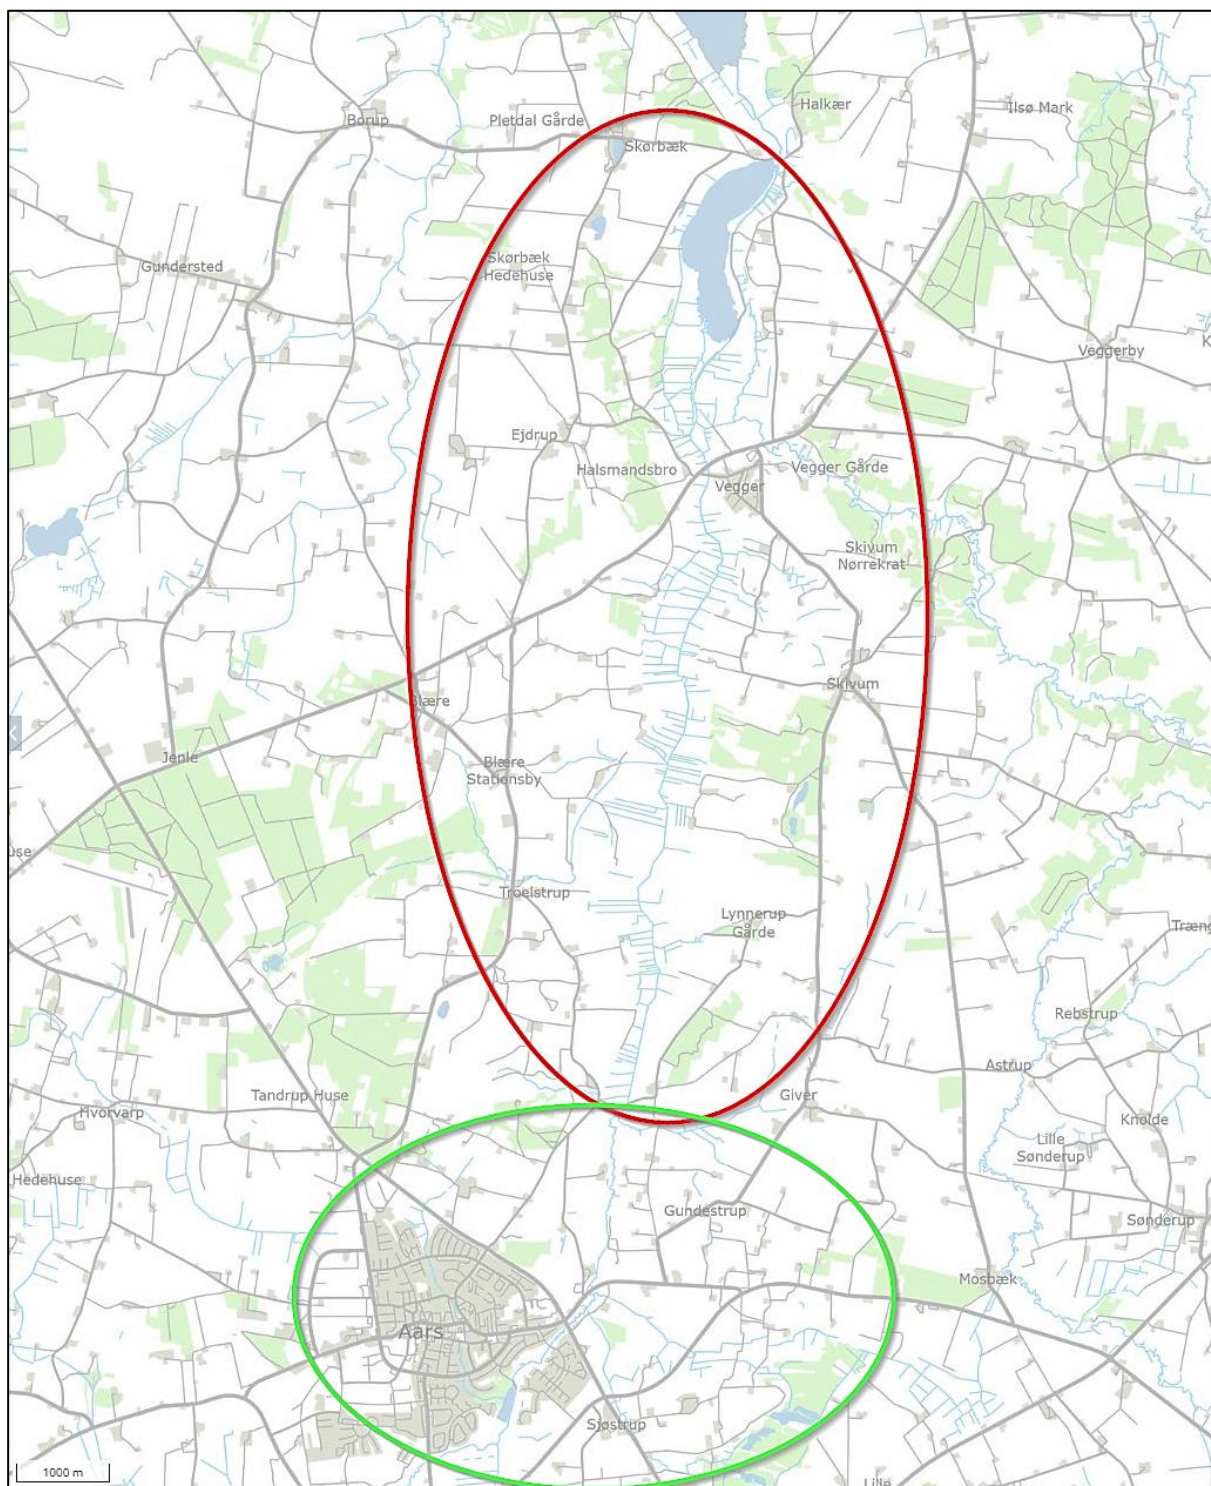 Halkær
Ilsø Mark
Borup
Pletdal Gårde
Skørbæk
Gundersted
Skørbæk
Hedehuse
Veggerby
K
Ejdrup
Halsmandsbro
Vegger Gårde
Vegger
Skivum
Nørrekrat
Skivum
Blære
Jenle
Blære
Stationsby
use
Troelstrup
Lynnerup
Gårde
Træng
Rebstrup
Astrup
Tandrup Huse
Giver
Hvorvarp
Knolde
Lille
Sønderup
Hedehuse
Gundestrup
Sønderup
Mosbæk
Aars
Sjøstrup
1000 m
Lille